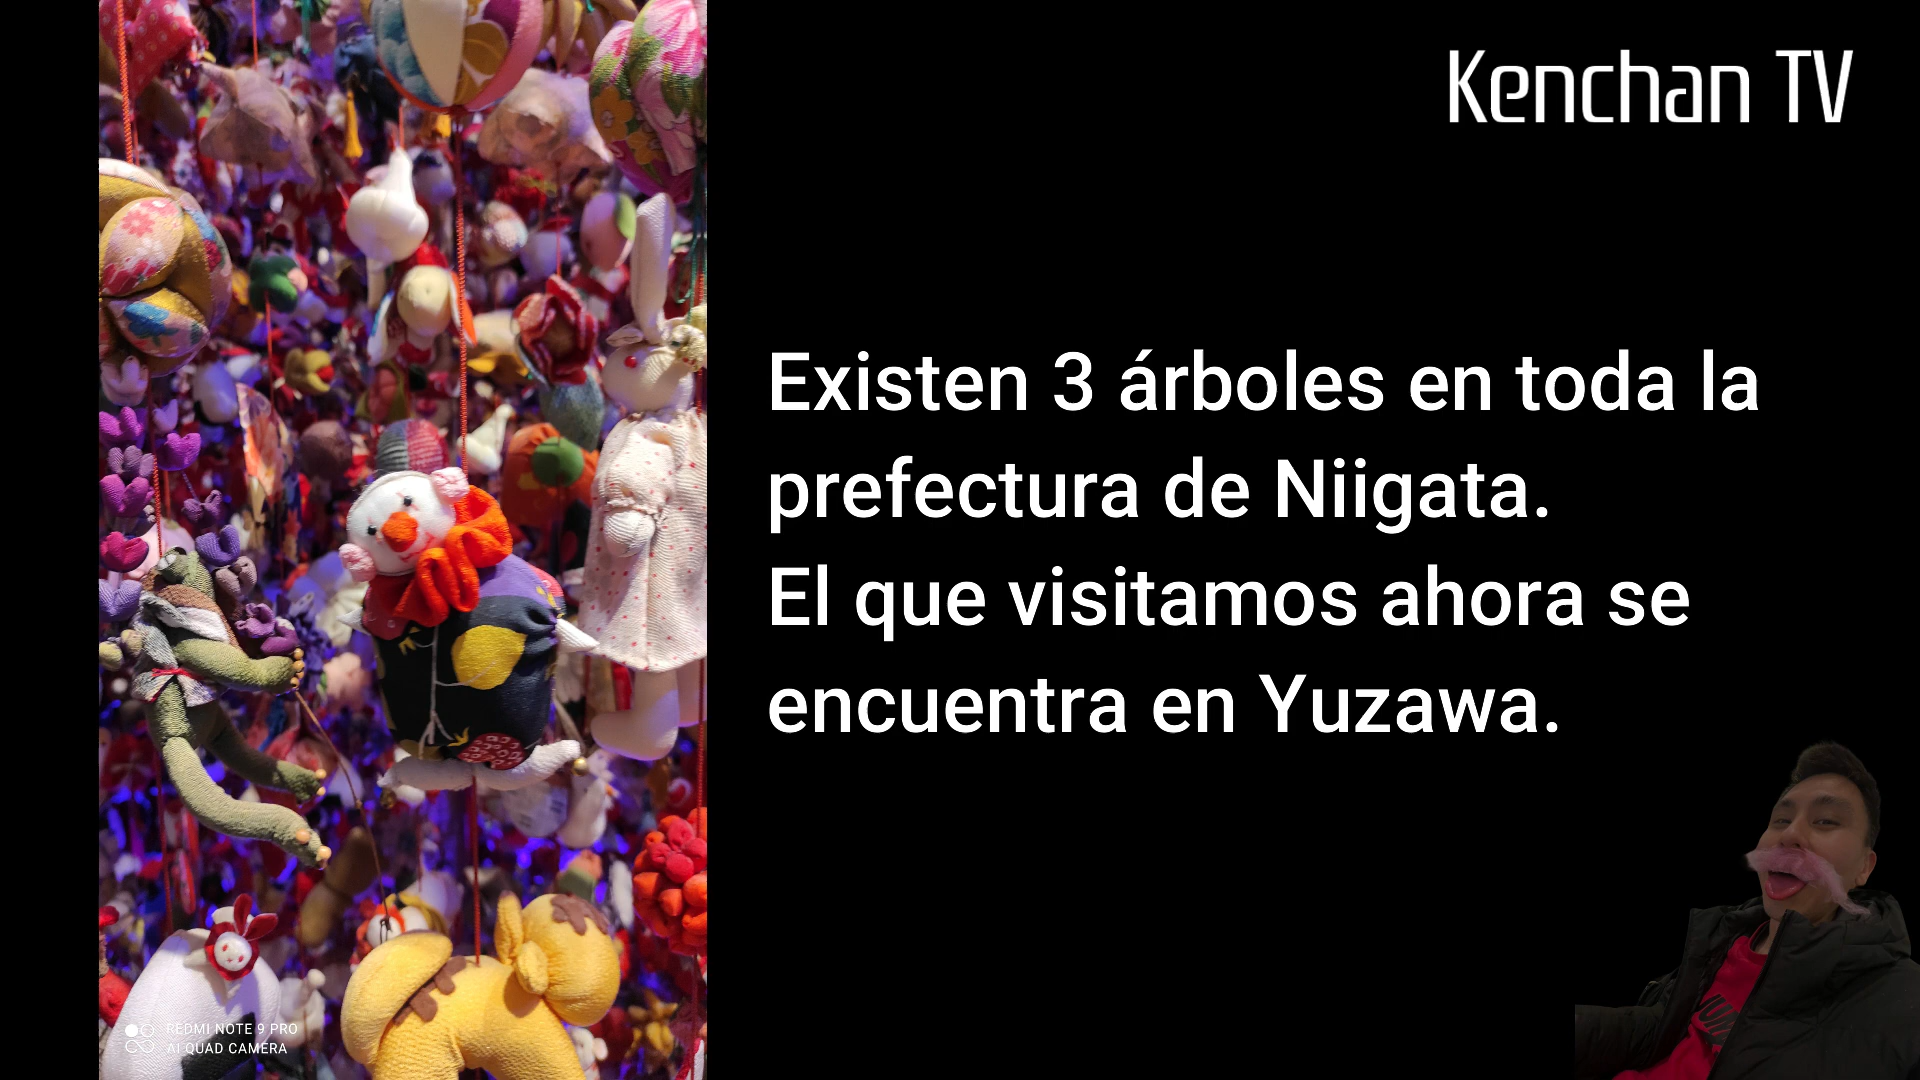 Kenchan TV
Existen 3 árboles en toda la
prefectura de Niigata.
El que visitamos ahora se
encuentra en Yuzawa.
REDMI NOTE 9 PRO
AI QUAD CAMERA